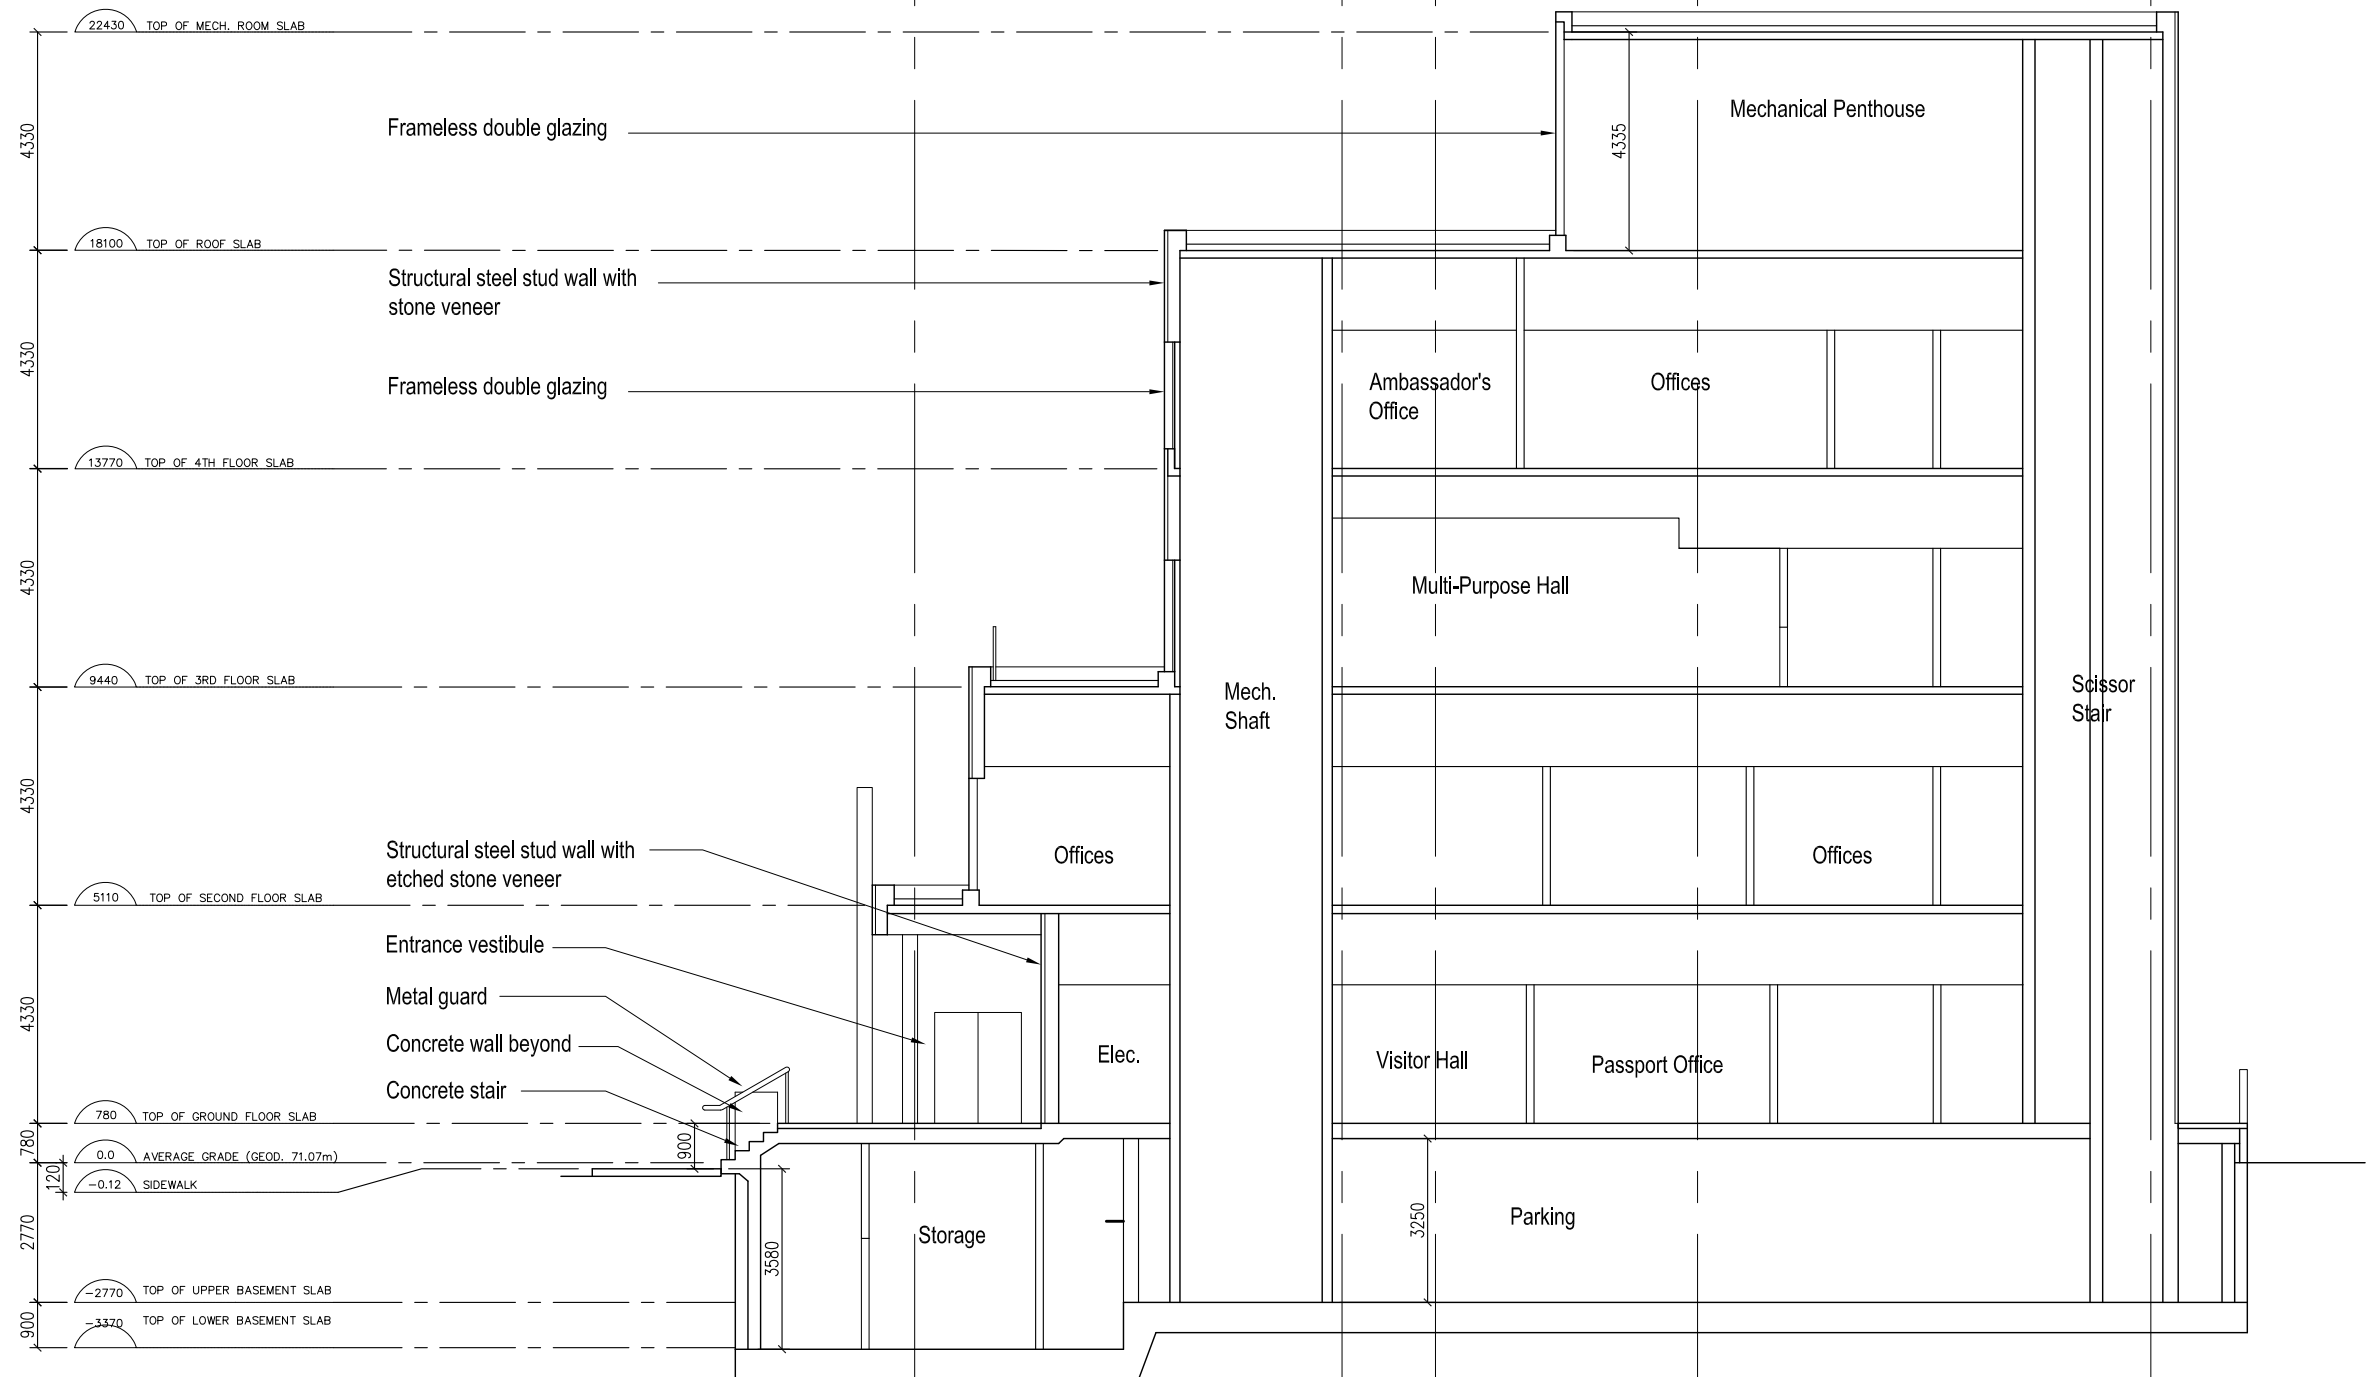 22430 TOP OF MECH. ROOM SLAB
4330
Frameless double glazing
4335
Mechanical Penthouse
18100 TOP OF ROOF SLAB
4330
Structural steel stud wall with
stone veneer
Frameless double glazing
Ambassador's
Office
Offices
13770 TOP OF 4TH FLOOR SLAB
4330
Multi-Purpose Hall
9440 TOP OF 3RD FLOOR SLAB
Mech.
Shaft
Scissor
Stair
4330
Structural steel stud wall with
etched stone veneer
Offices
Offices
5110 TOP OF SECOND FLOOR SLAB
4330
Entrance vestibule
Metal guard
Concrete wall beyond
Concrete stair
Elec.
Visitor Hall
Passport Office
780 TOP OF GROUND FLOOR SLAB
780
900
0.0 AVERAGE GRADE (GEOD. 71.07m)
120
-0.12 SIDEWALK
2770
3580
Storage
3250
Parking
-2770 TOP OF UPPER BASEMENT SLAB
900
-3370 TOP OF LOWER BASEMENT SLAB